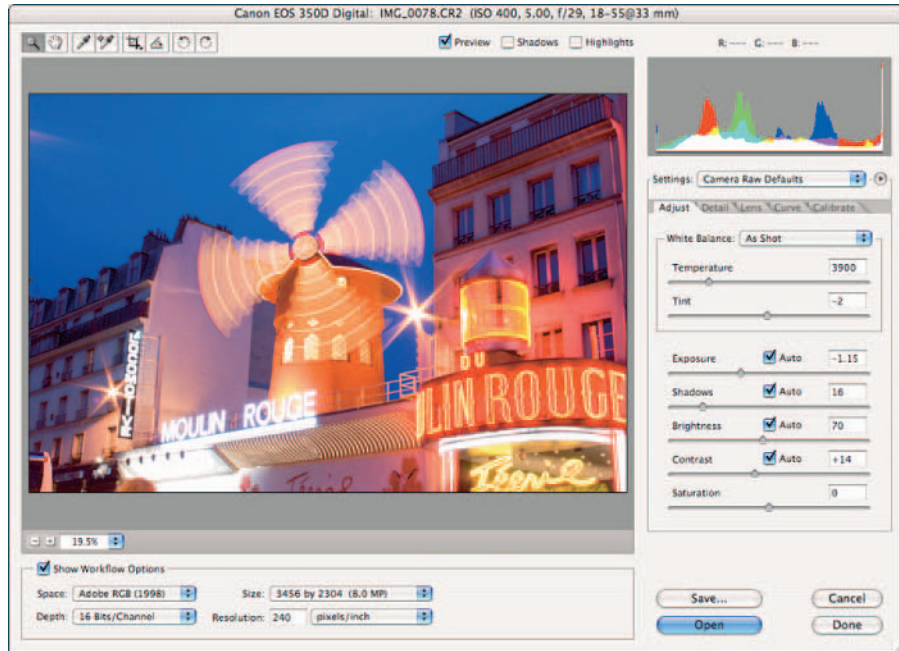 Canon EOS 350D Digital: IMG_0078.CR2 (ISO 400, 5.00, f/29, 18-55@33 mm)
Preview Shadows Highlights R: --- G: --- B: ---
Settings: Camera Raw Defaults
Adjust Detail Lens Curve Calibrate
White Balance: As Shot
Temperature 3900
Tint -2
Exposure Auto -1.15
Shadows Auto 16
Brightness Auto 70
Contrast Auto +14
Saturation 0
MOULIN ROUGE
DU
ULIN ROUGE
19.5%
Show Workflow Options
Space: Adobe RGB (1998) Size: 3456 by 2304 (8.0 MP)
Depth: 16 Bits/Channel Resolution: 240 pixels/inch
Save... Cancel
Open Done